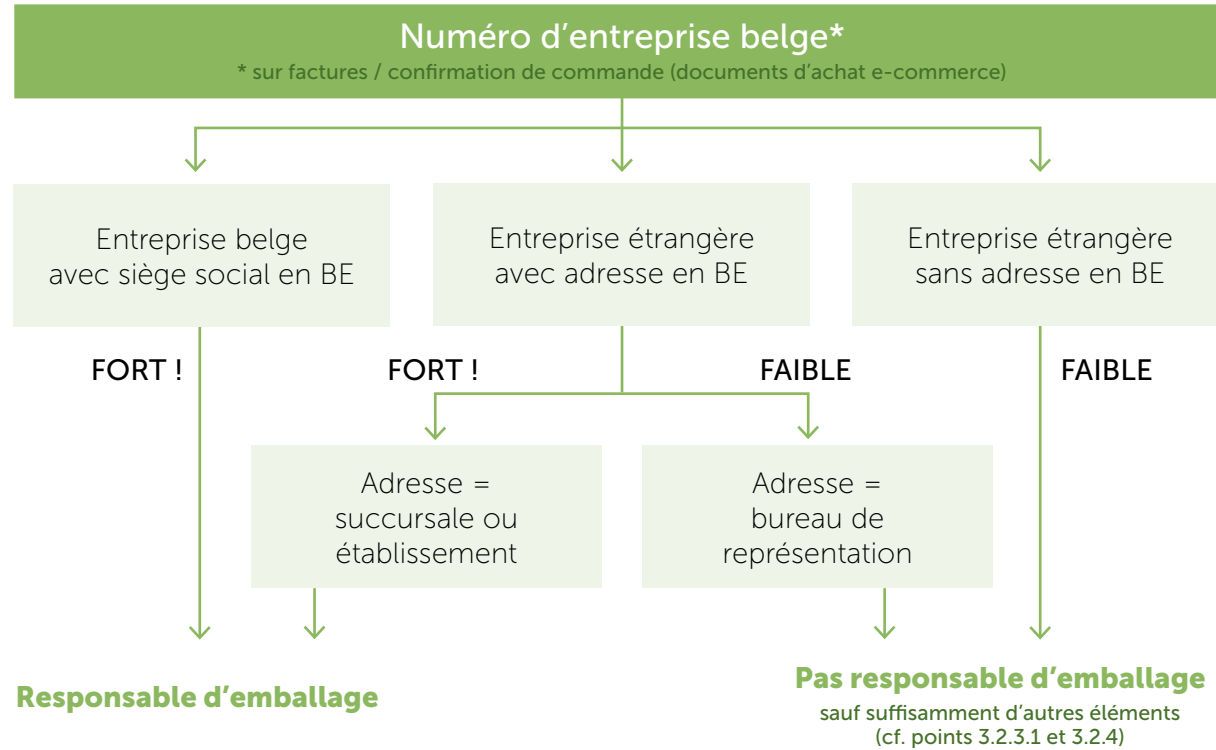 Numéro d'entreprise belge*
* sur factures / confirmation de commande (documents d'achat e-commerce)
Entreprise belge
avec siège social en BE
Entreprise étrangère
avec adresse en BE
Entreprise étrangère
sans adresse en BE
FORT !
FORT !
FAIBLE
FAIBLE
Adresse =
succursale ou
établissement
Adresse =
bureau de
représentation
Responsable d'emballage
Pas responsable d'emballage
sauf suffisamment d'autres éléments
(cf. points 3.2.3.1 et 3.2.4)